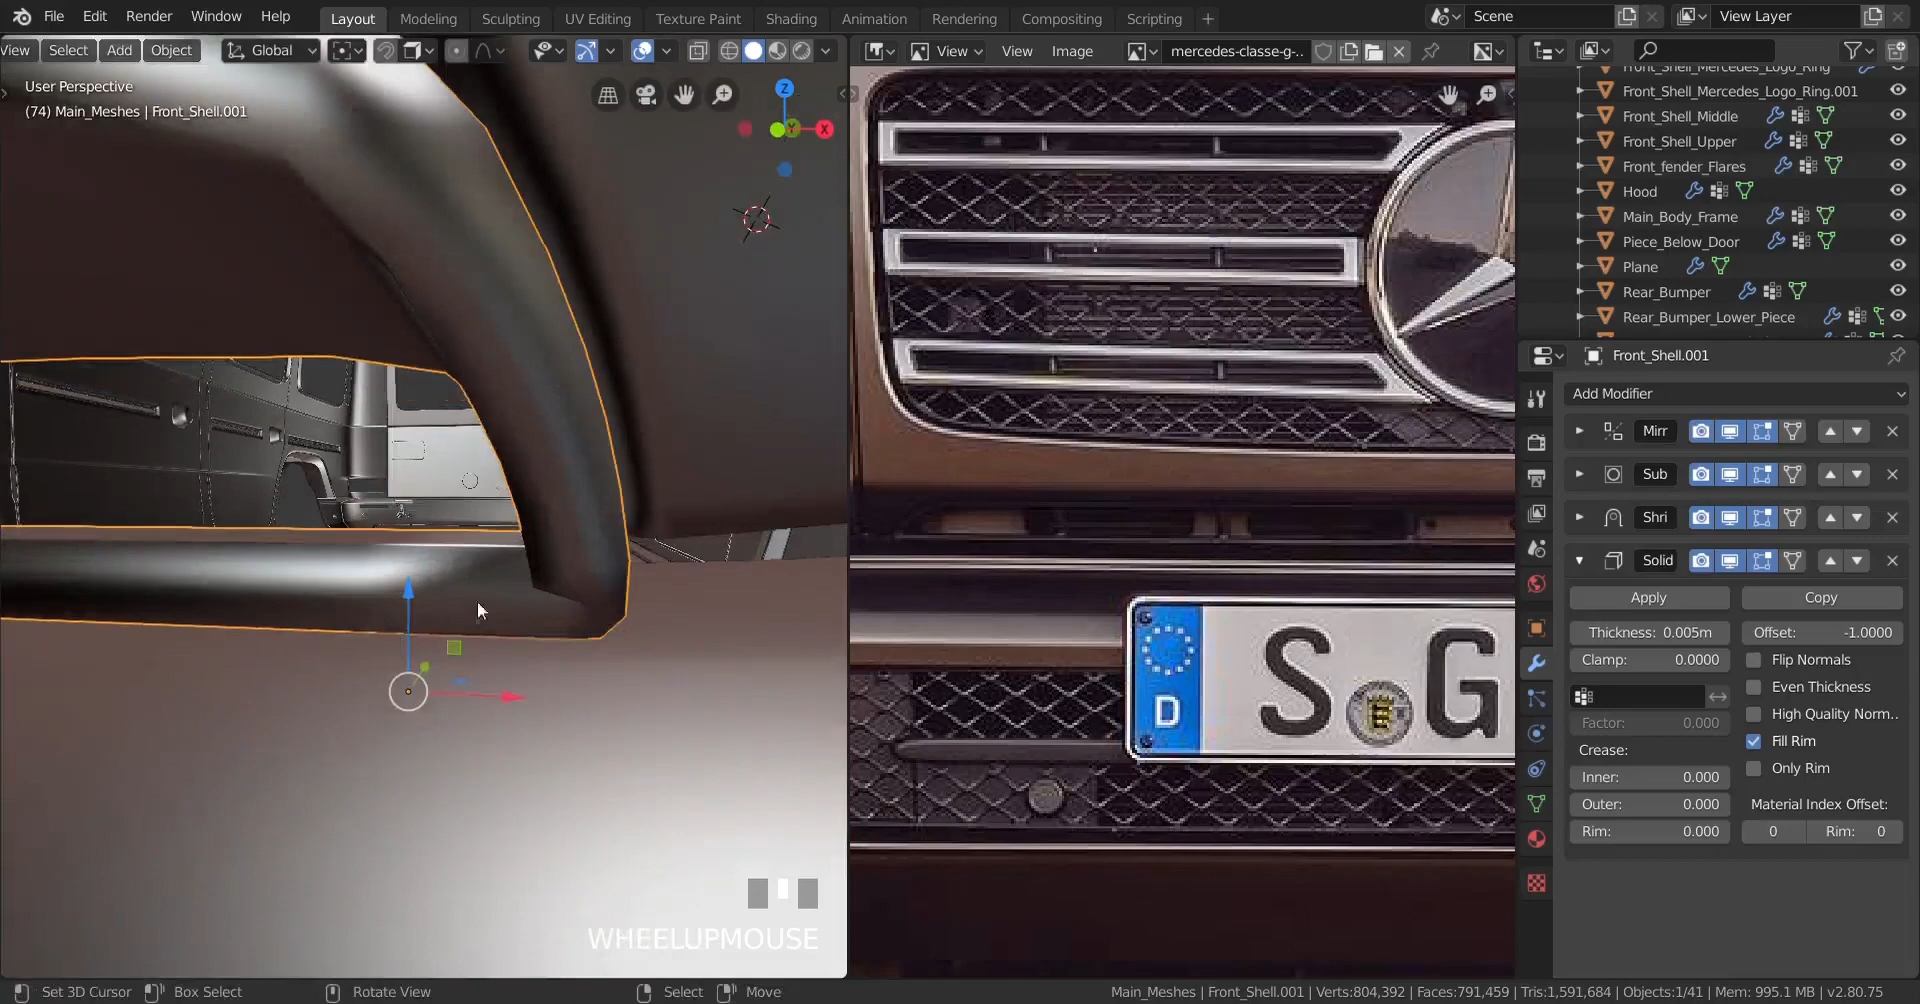 File Edit Render Window Help Layout Modeling Sculpting UV Editing Texture Paint Shading Animation Rendering Compositing Scripting + Scene View Layer
View Select Add Object Global
View View Image mercedes-classe-g-..
User Perspective
(74) Main_Meshes | Front_Shell.001
Z
X
WHEELUPMOUSE
D S G
Front_Shell_Mercedes_Logo_Ring
Front_Shell_Mercedes_Logo_Ring.001
Front_Shell_Middle
Front_Shell_Upper
Front_fender_Flares
Hood
Main_Body_Frame
Piece_Below_Door
Plane
Rear_Bumper
Rear_Bumper_Lower_Piece
Front_Shell.001
Add Modifier
Mirr
Sub
Shri
Solid
Apply Copy
Thickness: 0.005m Offset: -1.0000
Clamp: 0.0000 Flip Normals
Even Thickness
High Quality Norm..
Factor: 0.000
Fill Rim
Crease:
Only Rim
Inner: 0.000
Outer: 0.000 Material Index Offset:
Rim: 0.000 0 Rim: 0
Set 3D Cursor Box Select Rotate View Select Move Main_Meshes | Front_Shell.001 | Verts:804,392 | Faces:791,459 | Tris:1,591,684 | Objects:1/41 | Mem: 995.1 MB | v2.80.75